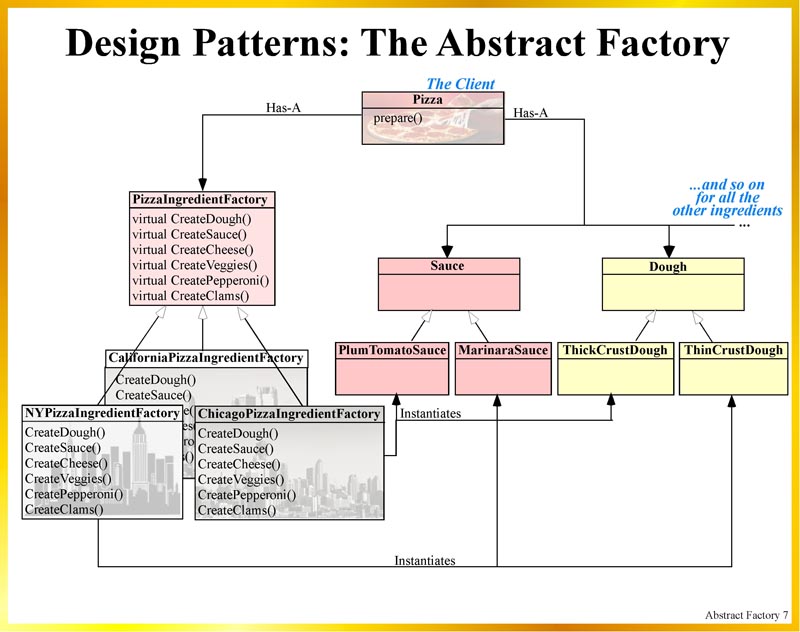 Design Patterns: The Abstract Factory
The Client
Pizza
prepare()
Has-A
Has-A
...and so on
for all the
other ingredients
...
PizzaIngredientFactory
virtual CreateDough()
virtual CreateSauce()
virtual CreateCheese()
virtual CreateVeggies()
virtual CreatePepperoni()
virtual CreateClams()
Sauce
Dough
PlumTomatoSauce
MarinaraSauce
ThickCrustDough
ThinCrustDough
CaliforniaPizzaIngredientFactory
CreateDough()
CreateSauce()
NYPizzaIngredientFactory
CreateDough()
CreateSauce()
CreateCheese()
CreateVeggies()
CreatePepperoni()
CreateClams()
ChicagoPizzaIngredientFactory
CreateDough()
CreateSauce()
CreateCheese()
CreateVeggies()
CreatePepperoni()
CreateClams()
Instantiates
Instantiates
Abstract Factory 7